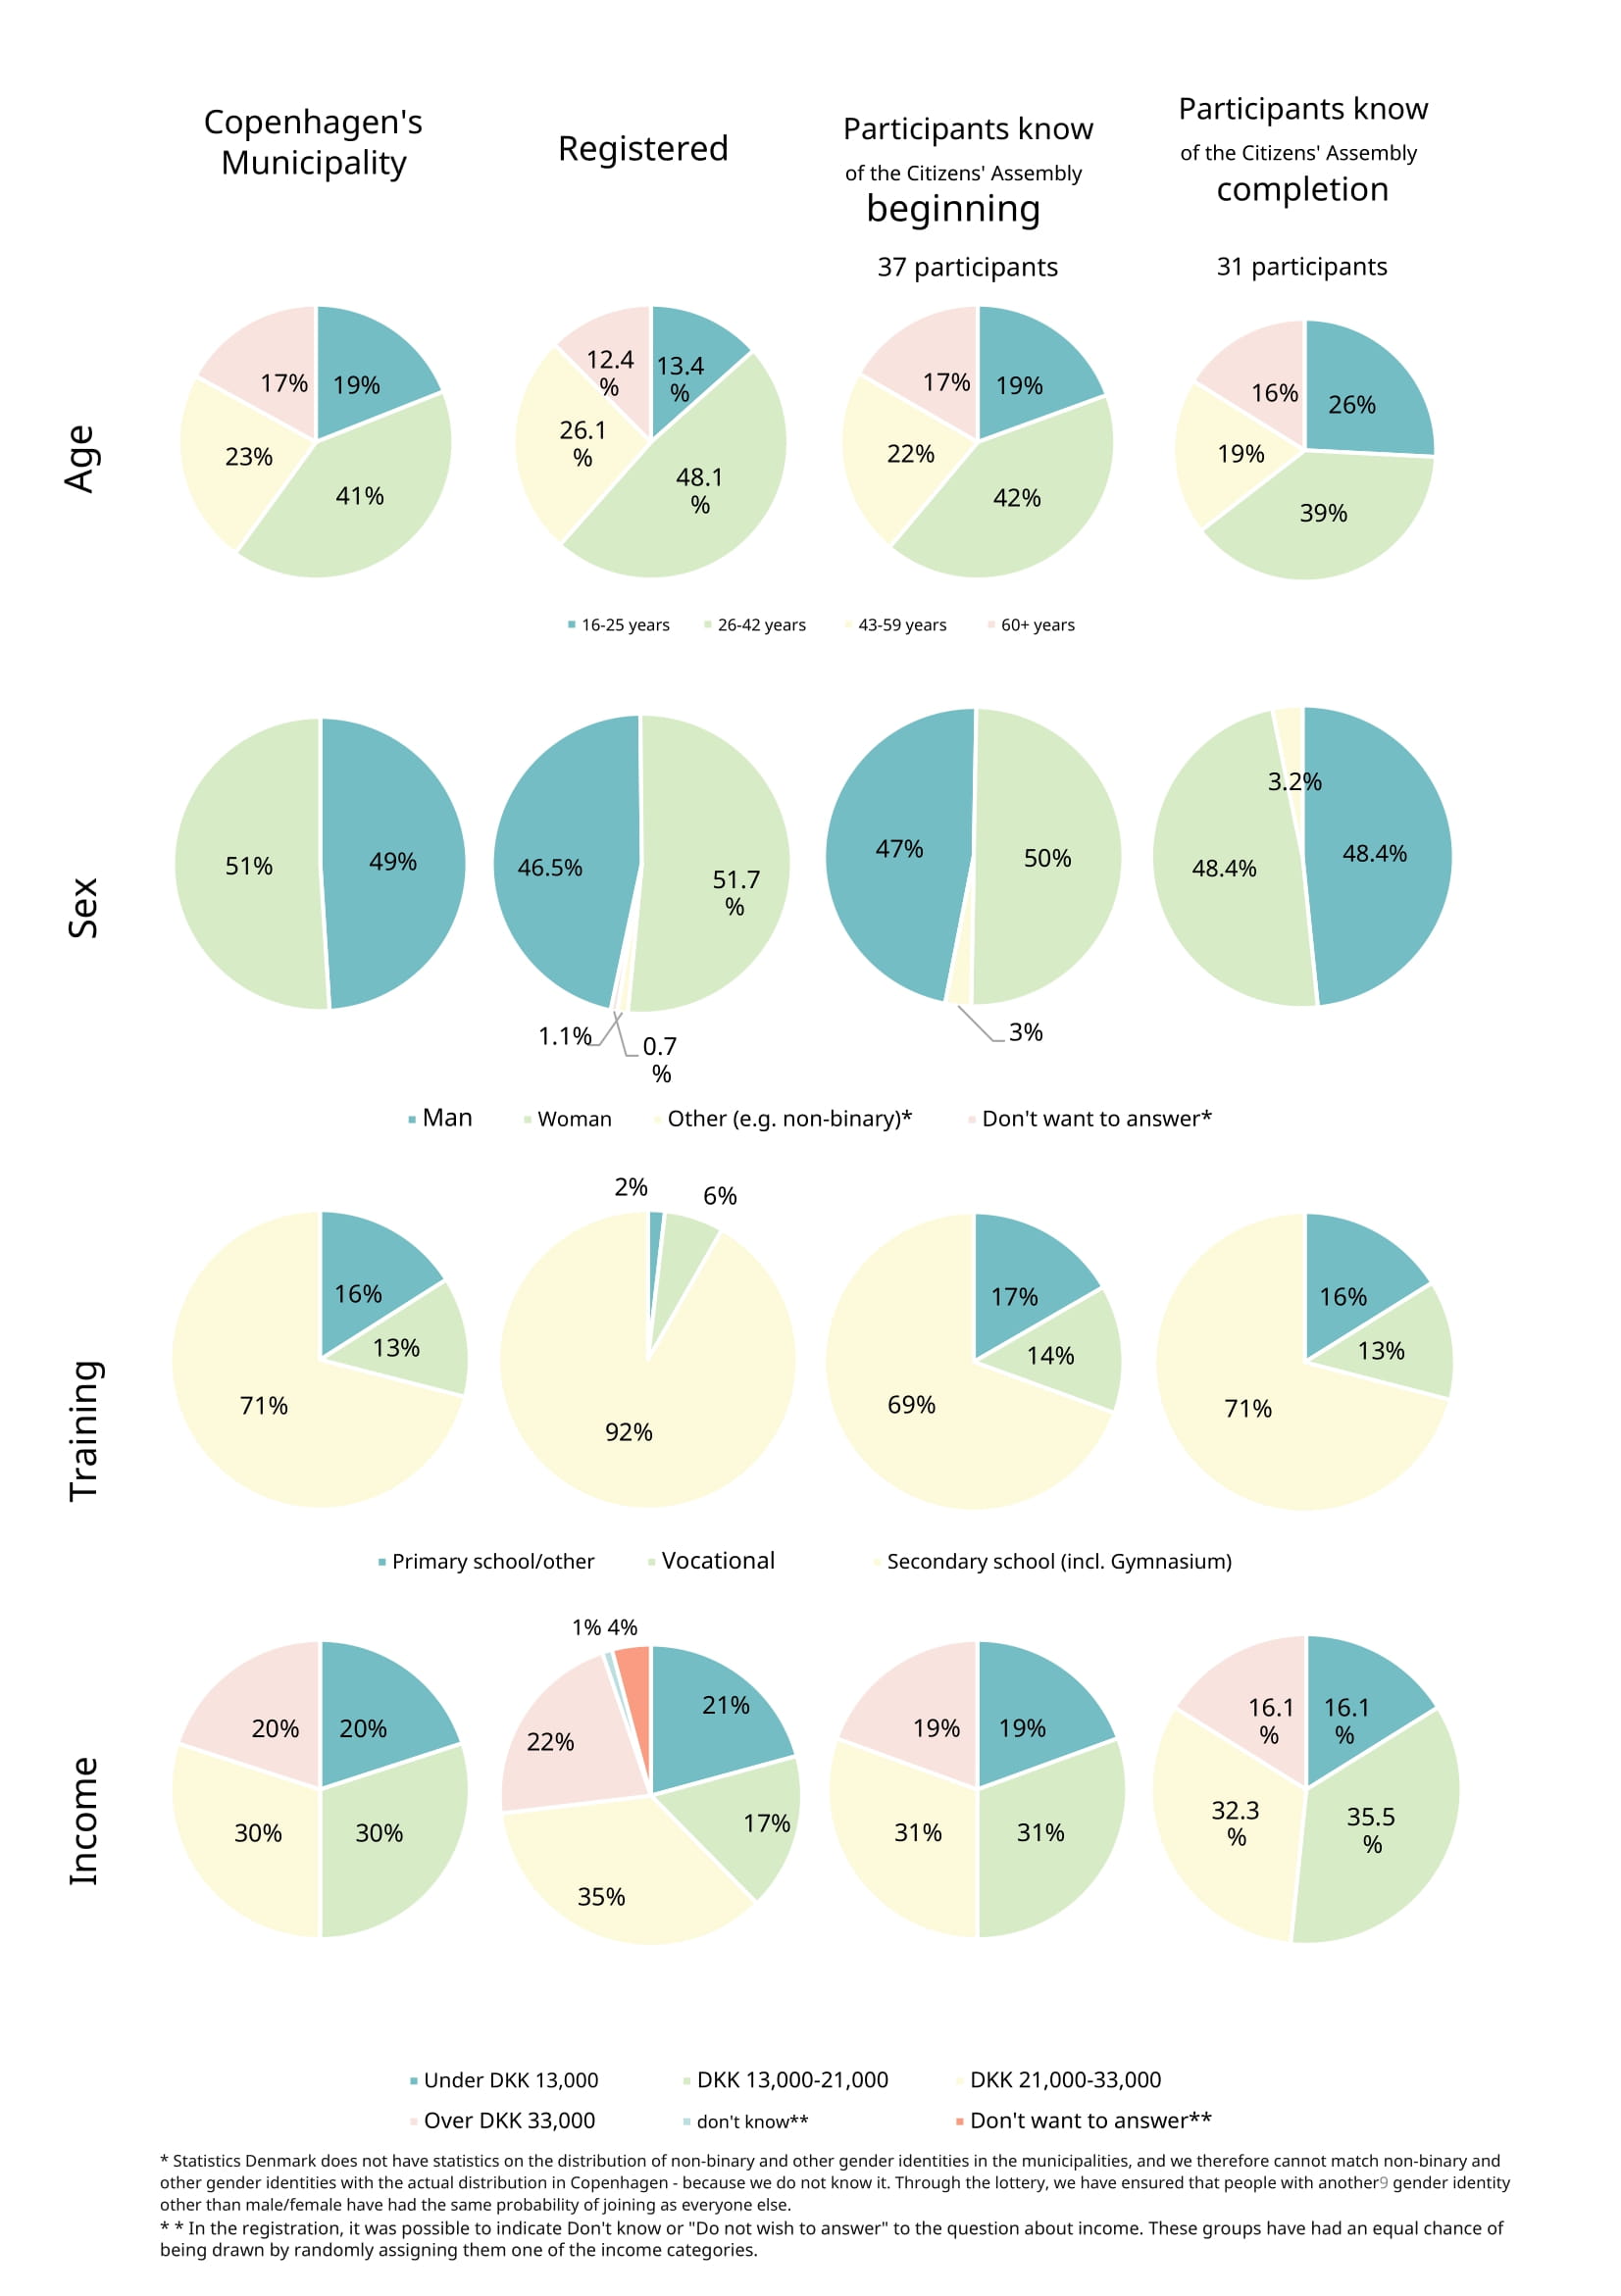 Copenhagen's
Municipality
Registered
Participants know
of the Citizens' Assembly
beginning
37 participants
Participants know
of the Citizens' Assembly
completion
31 participants
Age
17%
19%
23%
41%
12.4
%
13.4
%
26.1
%
48.1
%
17%
19%
22%
42%
16%
26%
19%
39%
16-25 years
26-42 years
43-59 years
60+ years
Sex
51%
49%
46.5%
51.7
%
1.1%
0.7
%
47%
50%
3%
3.2%
48.4%
48.4%
Man
Woman
Other (e.g. non-binary)*
Don't want to answer*
Training
16%
13%
71%
2%
6%
92%
17%
14%
69%
16%
13%
71%
Primary school/other
Vocational
Secondary school (incl. Gymnasium)
Income
20%
20%
30%
30%
1% 4%
21%
22%
17%
35%
19%
19%
31%
31%
16.1
%
16.1
%
32.3
%
35.5
%
Under DKK 13,000
DKK 13,000-21,000
DKK 21,000-33,000
Over DKK 33,000
don't know**
Don't want to answer**
* Statistics Denmark does not have statistics on the distribution of non-binary and other gender identities in the municipalities, and we therefore cannot match non-binary and
other gender identities with the actual distribution in Copenhagen - because we do not know it. Through the lottery, we have ensured that people with another9 gender identity
other than male/female have had the same probability of joining as everyone else.
* * In the registration, it was possible to indicate Don't know or "Do not wish to answer" to the question about income. These groups have had an equal chance of
being drawn by randomly assigning them one of the income categories.